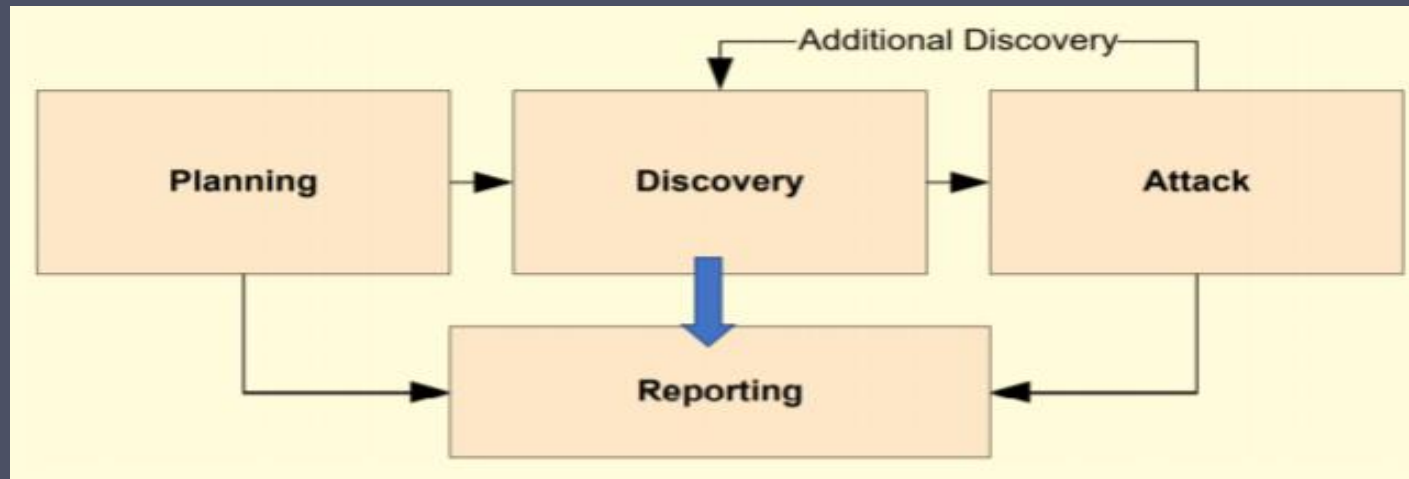 Additional Discovery
Planning
Discovery
Attack
Reporting